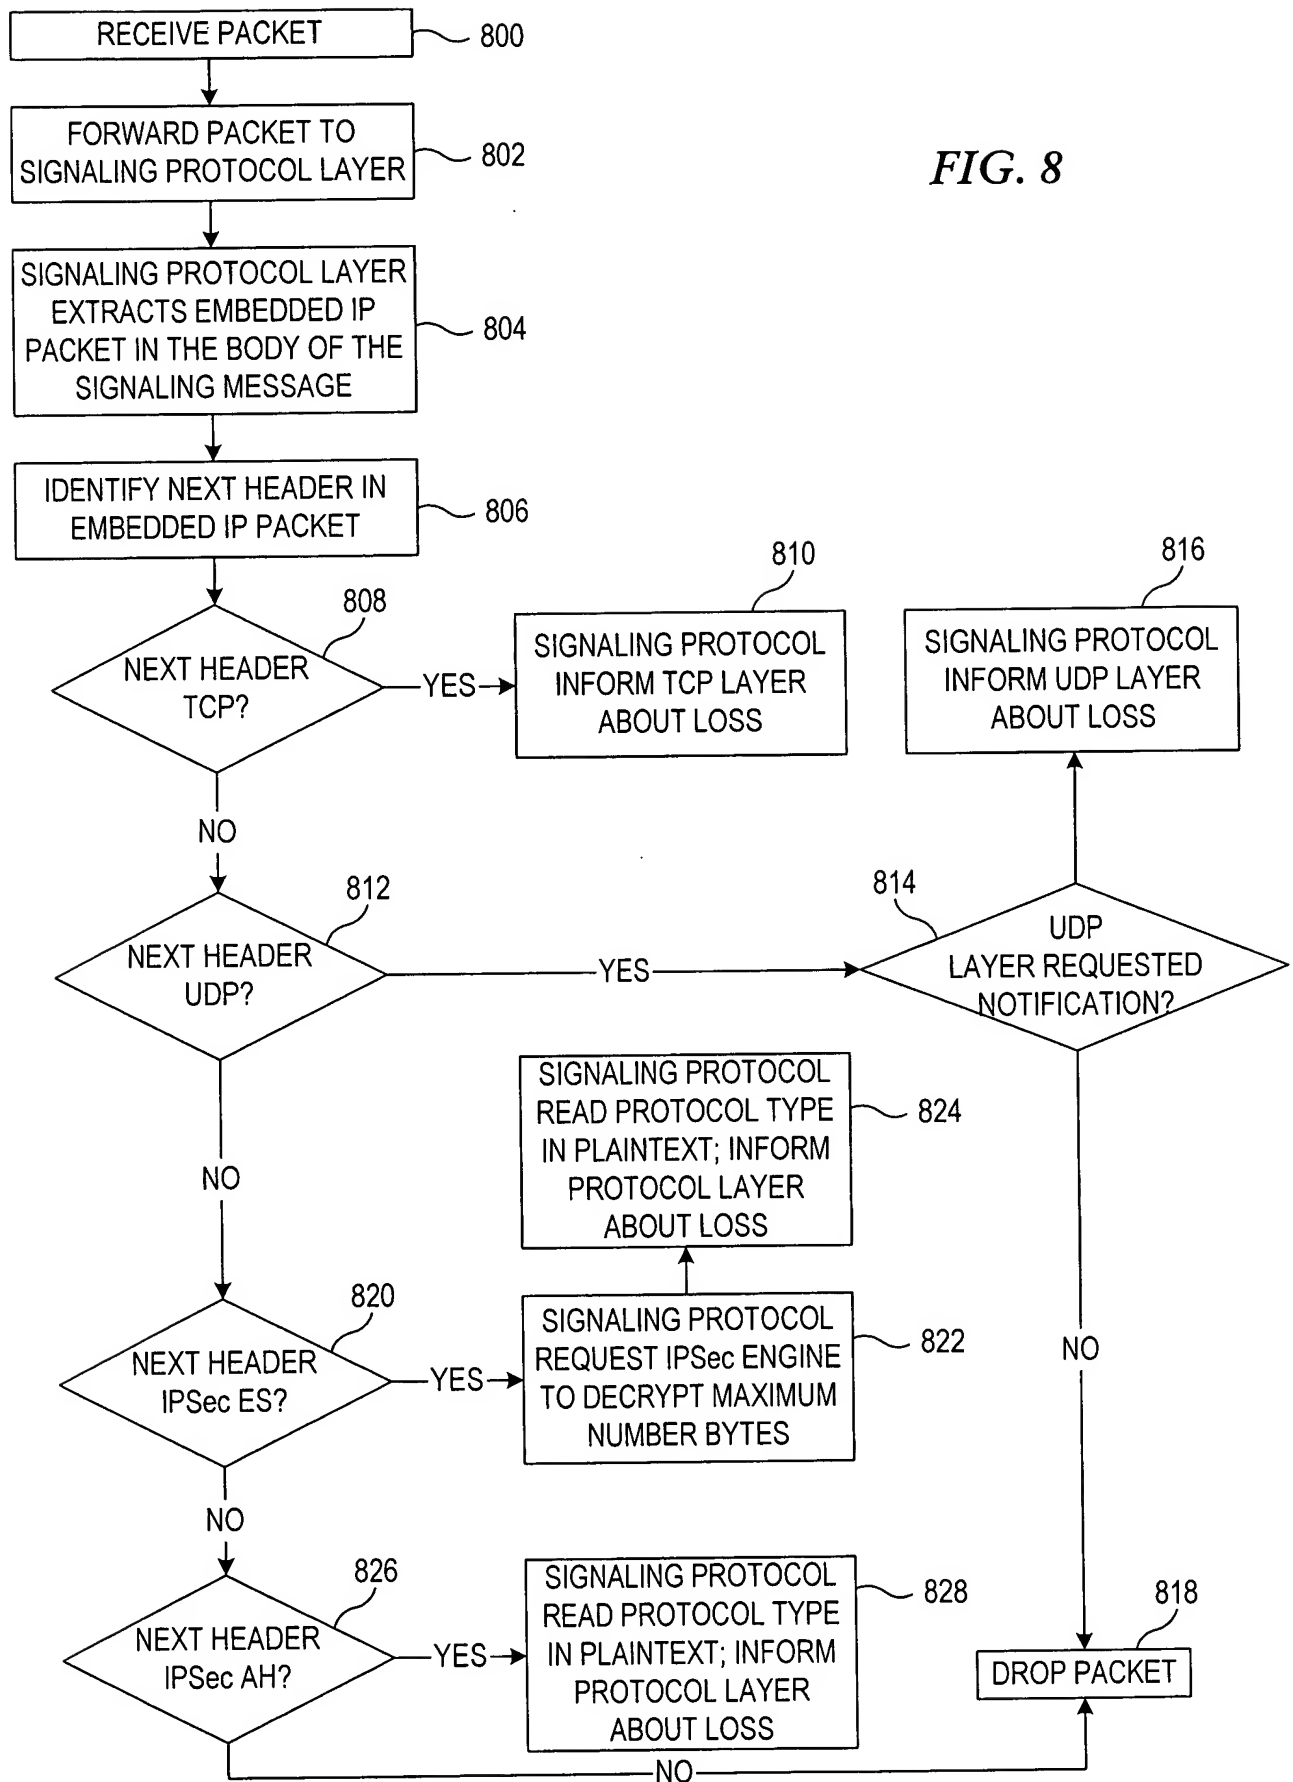 RECEIVE PACKET
800
FORWARD PACKET TO
SIGNALING PROTOCOL LAYER
802
FIG. 8
SIGNALING PROTOCOL LAYER
EXTRACTS EMBEDDED IP
PACKET IN THE BODY OF THE
SIGNALING MESSAGE
804
IDENTIFY NEXT HEADER IN
EMBEDDED IP PACKET
806
808
NEXT HEADER
TCP?
YES
810
SIGNALING PROTOCOL
INFORM TCP LAYER
ABOUT LOSS
816
SIGNALING PROTOCOL
INFORM UDP LAYER
ABOUT LOSS
NO
812
NEXT HEADER
UDP?
YES
814
UDP
LAYER REQUESTED
NOTIFICATION?
NO
SIGNALING PROTOCOL
READ PROTOCOL TYPE
IN PLAINTEXT; INFORM
PROTOCOL LAYER
ABOUT LOSS
824
820
NEXT HEADER
IPSec ES?
YES
SIGNALING PROTOCOL
REQUEST IPSec ENGINE
TO DECRYPT MAXIMUM
NUMBER BYTES
822
NO
NO
826
NEXT HEADER
IPSec AH?
YES
SIGNALING PROTOCOL
READ PROTOCOL TYPE
IN PLAINTEXT; INFORM
PROTOCOL LAYER
ABOUT LOSS
828
818
DROP PACKET
NO